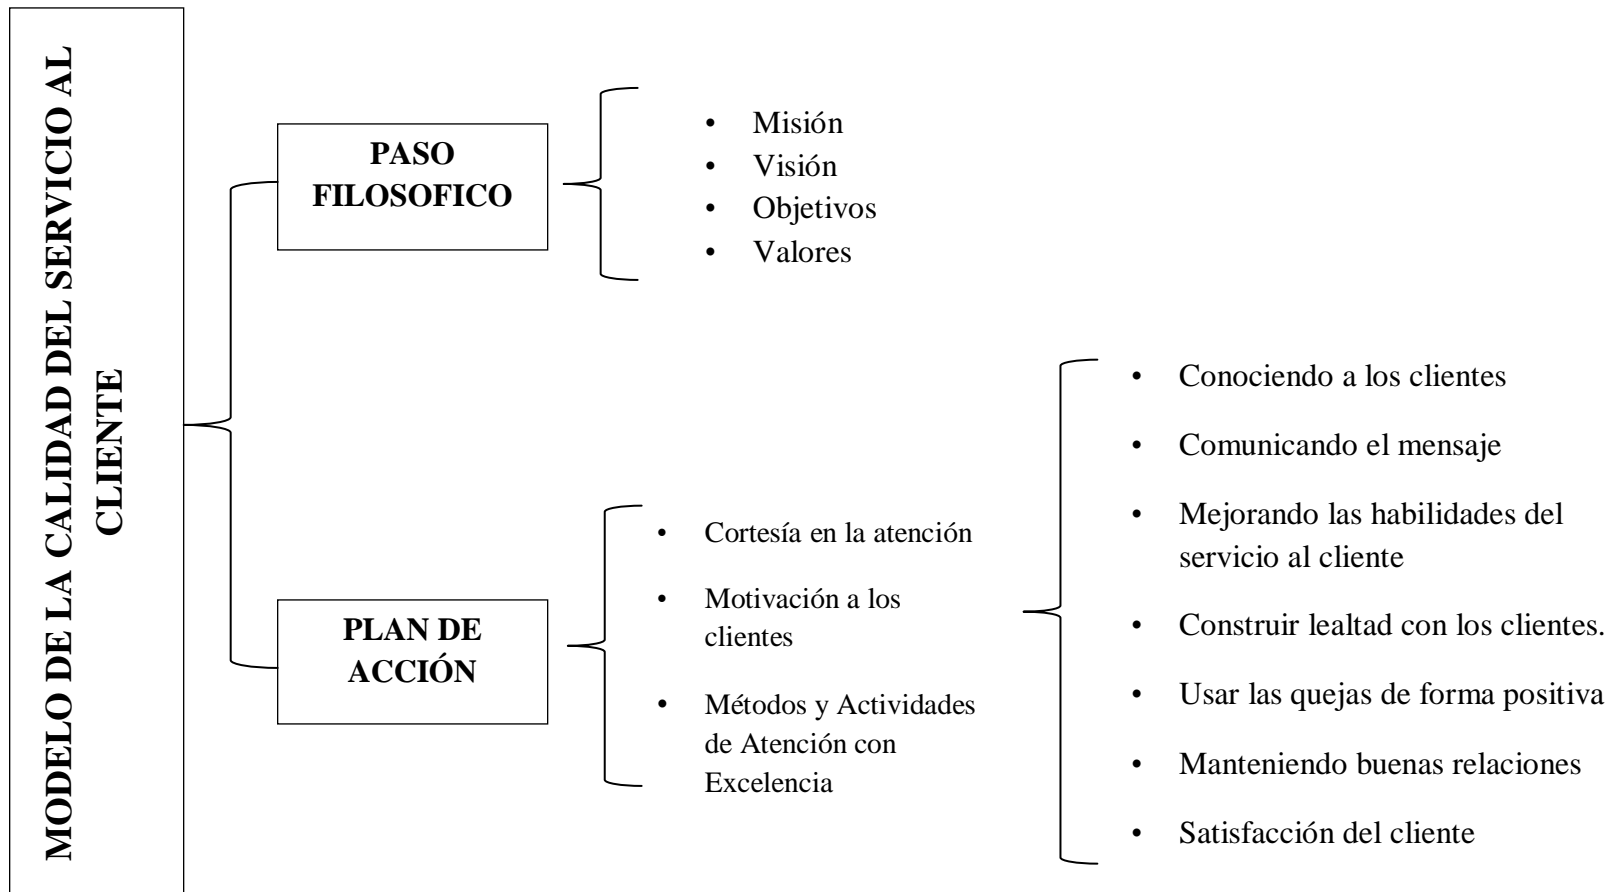 MODELO DE LA CALIDAD DEL SERVICIO AL
CLIENTE
PASO
FILOSOFICO
• Misión
• Visión
• Objetivos
• Valores
PLAN DE
ACCIÓN
• Cortesía en la atención
• Motivación a los
clientes
• Métodos y Actividades
de Atención con
Excelencia
• Conociendo a los clientes
• Comunicando el mensaje
• Mejorando las habilidades del
servicio al cliente
• Construir lealtad con los clientes.
• Usar las quejas de forma positiva
• Manteniendo buenas relaciones
• Satisfacción del cliente